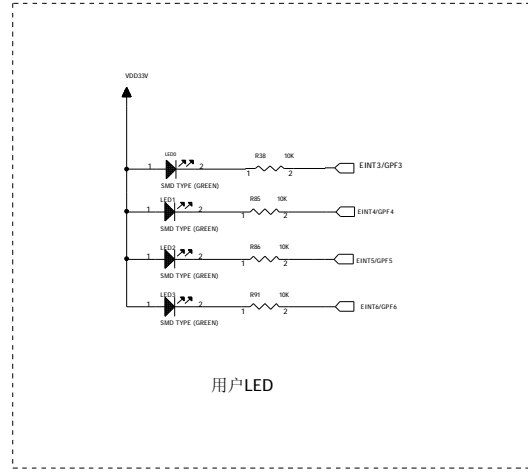 VDD33V
LED0
R38 10K
EINT3/GPF3
1 2 1 2
SMD TYPE (GREEN)
LED1
R85 10K
EINT4/GPF4
1 2 1 2
SMD TYPE (GREEN)
LED2
R86 10K
EINT5/GPF5
1 2 1 2
SMD TYPE (GREEN)
LED3
R91 10K
EINT6/GPF6
1 2 1 2
SMD TYPE (GREEN)
用户LED